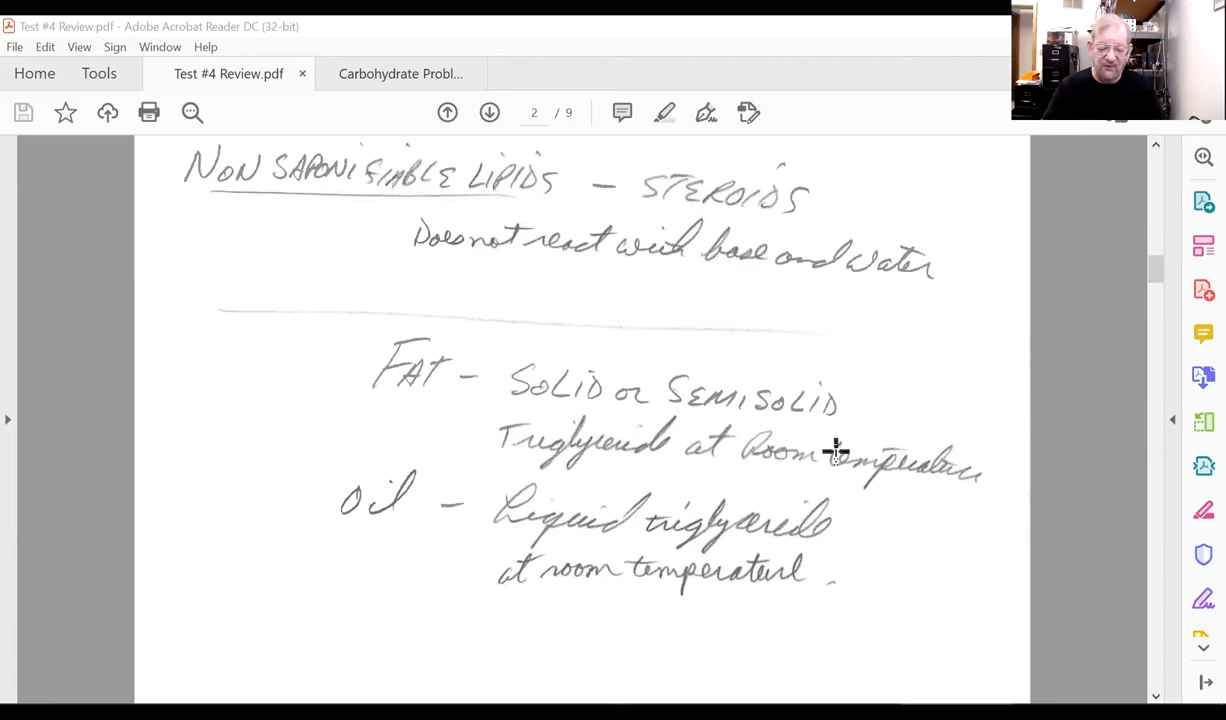 Test #4 Review.pdf - Adobe Acrobat Reader DC (32-bit)
File Edit View Sign Window Help
Home Tools Test #4 Review.pdf × Carbohydrate Probl...
2 / 9
NON SAPONIFIABLE LIPIDS - STEROIDS
Does not react with base and water
FAT - SOLID or SEMISOLID
Triglyceride at Room temperature
Oil - Liquid triglyceride
at room temperature.